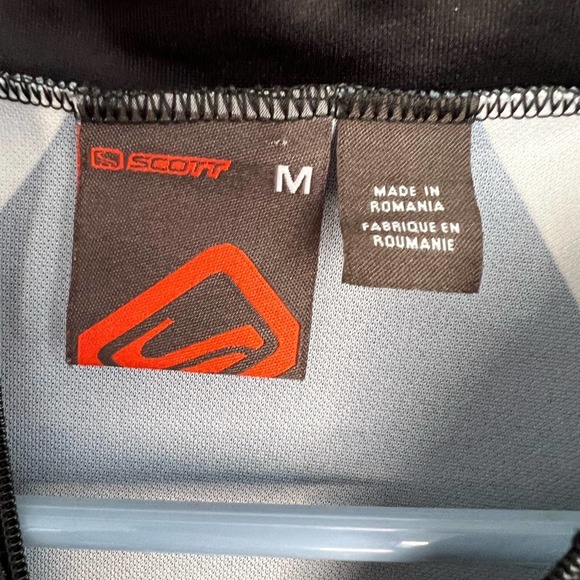 SCOTT
M
MADE IN
ROMANIA
FABRIQUE EN
ROUMANIE